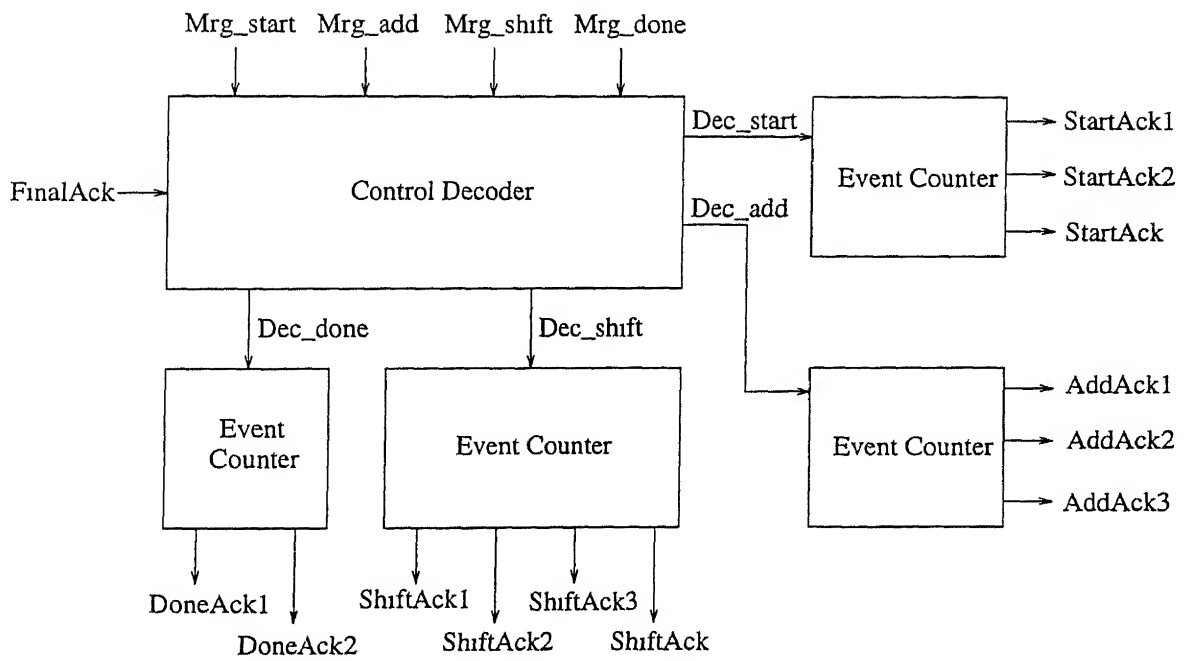 Mrg_start Mrg_add Mrg_shift Mrg_done
Dec_start
StartAck1
FinalAck
Control Decoder
Event Counter
StartAck2
Dec_add
StartAck
Dec_done
Dec_shift
Event
Counter
Event Counter
Event Counter
AddAck1
AddAck2
AddAck3
DoneAck1
DoneAck2
ShiftAck1
ShiftAck2
ShiftAck3
ShiftAck